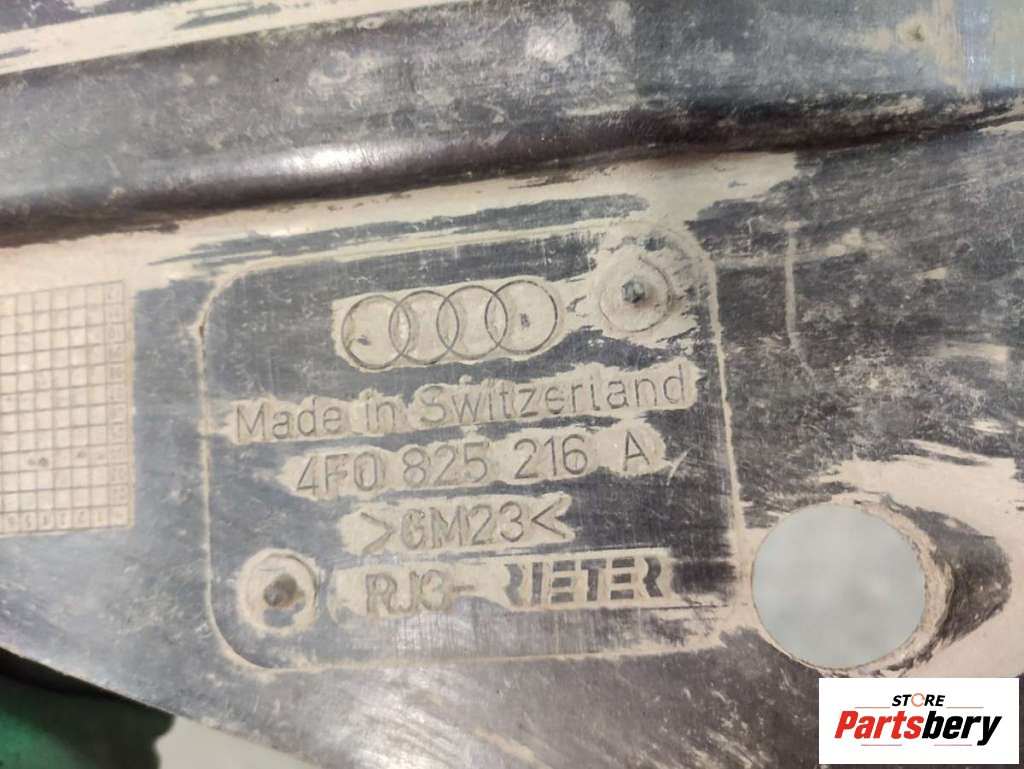 Made in Switzerland
4F0 825 216 A
>GM23<
RJ3-RIETER
STORE
Partsbery